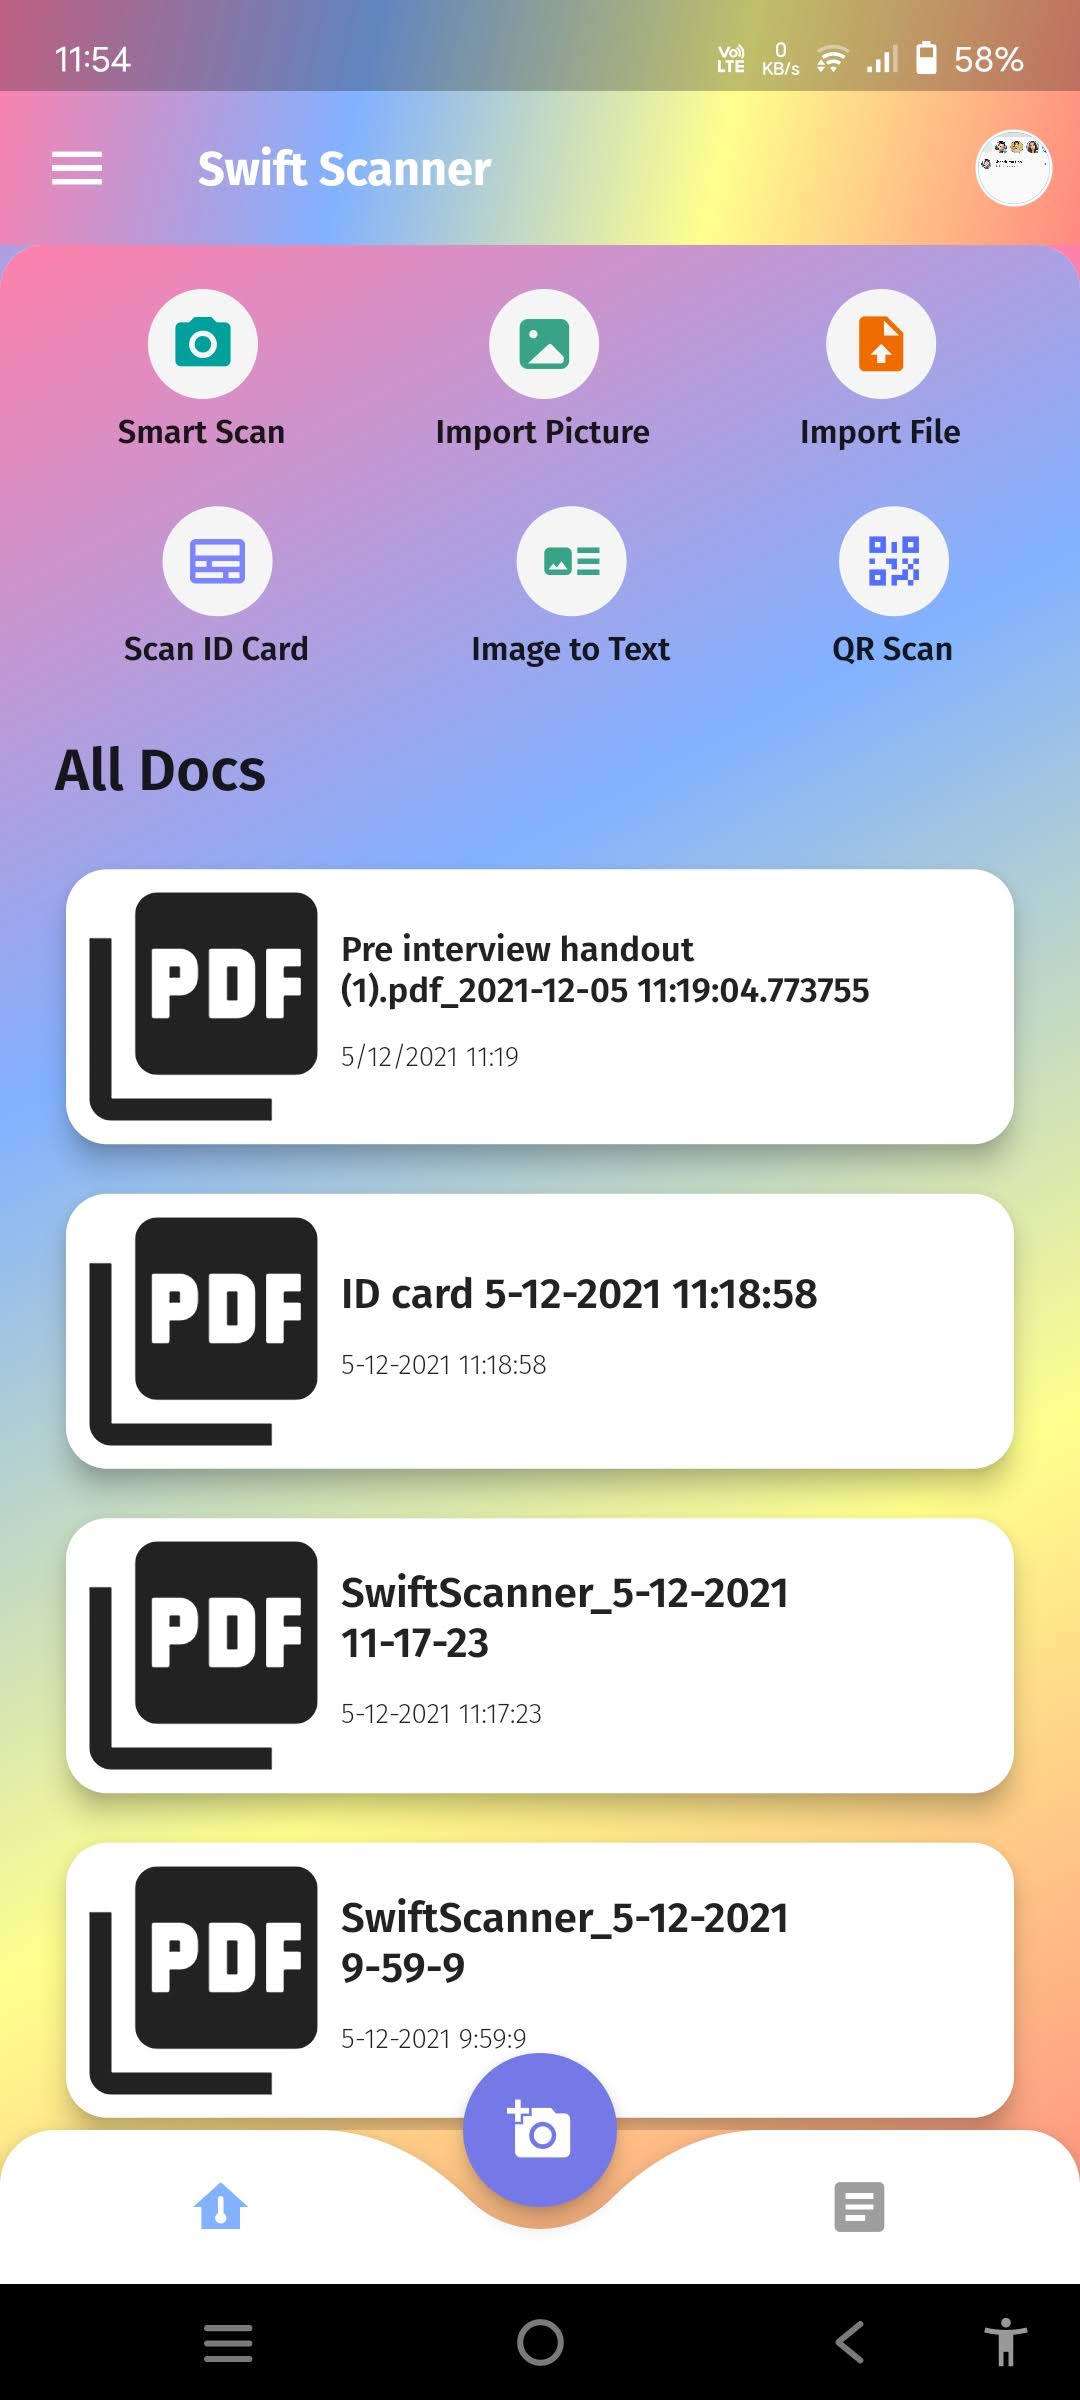 11:54
Vo)) LTE
0 KB/s
58%
Swift Scanner
Smart Scan
Import Picture
Import File
Scan ID Card
Image to Text
QR Scan
All Docs
PDF
Pre interview handout
(1).pdf_2021-12-05 11:19:04.773755
5/12/2021 11:19
PDF
ID card 5-12-2021 11:18:58
5-12-2021 11:18:58
PDF
SwiftScanner_5-12-2021
11-17-23
5-12-2021 11:17:23
PDF
SwiftScanner_5-12-2021
9-59-9
5-12-2021 9:59:9